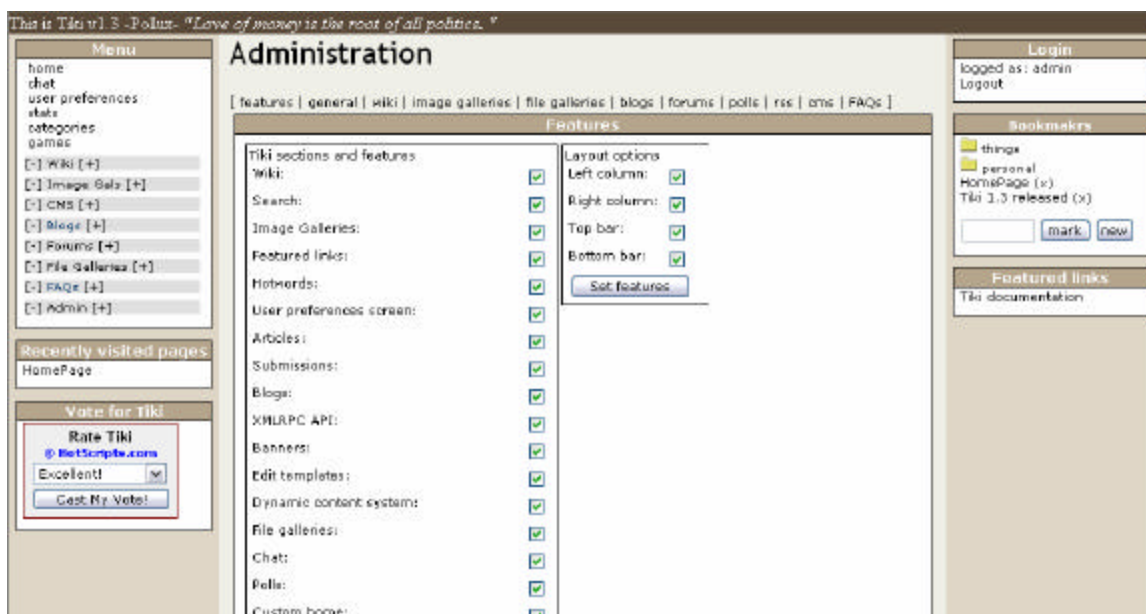 This is Tiki v1.3 -Pollux- "Love of money is the root of all politics. "
Menu
home
chat
user preferences
stats
categories
games
[-] Wiki [+]
[-] Image Gals [+]
[-] CMS [+]
[-] Blogs [+]
[-] Forums [+]
[-] File Galleries [+]
[-] FAQs [+]
[-] Admin [+]
Recently visited pages
HomePage
Vote for Tiki
Rate Tiki
@ HotScripts.com
Excellent!
Cast My Vote!
Administration
[ features | general | wiki | image galleries | file galleries | blogs | forums | polls | rss | cms | FAQs ]
Features
Tiki sections and features
Wiki:
Search:
Image Galleries:
Featured links:
Hotwords:
User preferences screen:
Articles:
Submissions:
Blogs:
XMLRPC API:
Banners:
Edit templates:
Dynamic content system:
File galleries:
Chat:
Polls:
Custom home:
Layout options
Left column:
Right column:
Top bar:
Bottom bar:
Set features
Login
logged as: admin
Logout
Bookmakrs
things
personal
HomePage (x)
Tiki 1.3 released (x)
mark new
Featured links
Tiki documentation